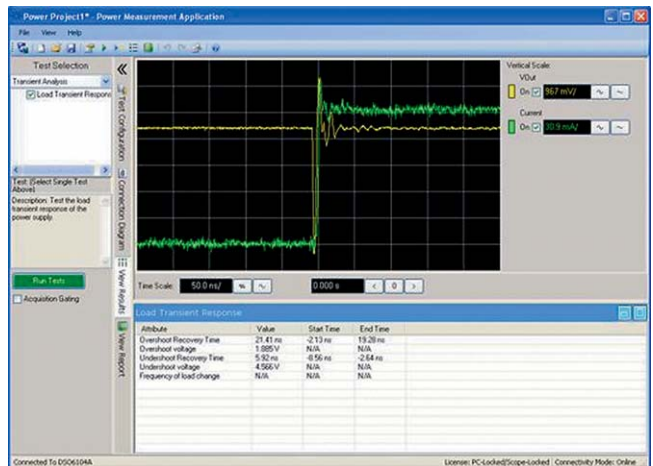 Power Project1* - Power Measurement Application
File View Help
Test Selection
Transient Analysis
Load Transient Respons
Test: (Select Single Test Above)
Description: Test the load transient response of the power supply.
Run Tests
Acquisition Gating
Test Configuration
Connection Diagram
View Results
View Report
Vertical Scale
VOut
On 967 mV/
Current
On 30.9 mA/
Time Scale: 50.0 ns/ 0.000 s < 0 >
Load Transient Response
Attribute Value Start Time End Time
Overshoot Recovery Time 21.41 ns -2.13 ns 19.28 ns
Overshoot voltage 1.885 V N/A N/A
Undershoot Recovery Time 5.92 ns -8.56 ns -2.64 ns
Undershoot voltage 4.566 V N/A N/A
Frequency of load change N/A N/A N/A
Connected To DSO6104A
License: PC-Locked/Scope-Locked Connectivity Mode: Online